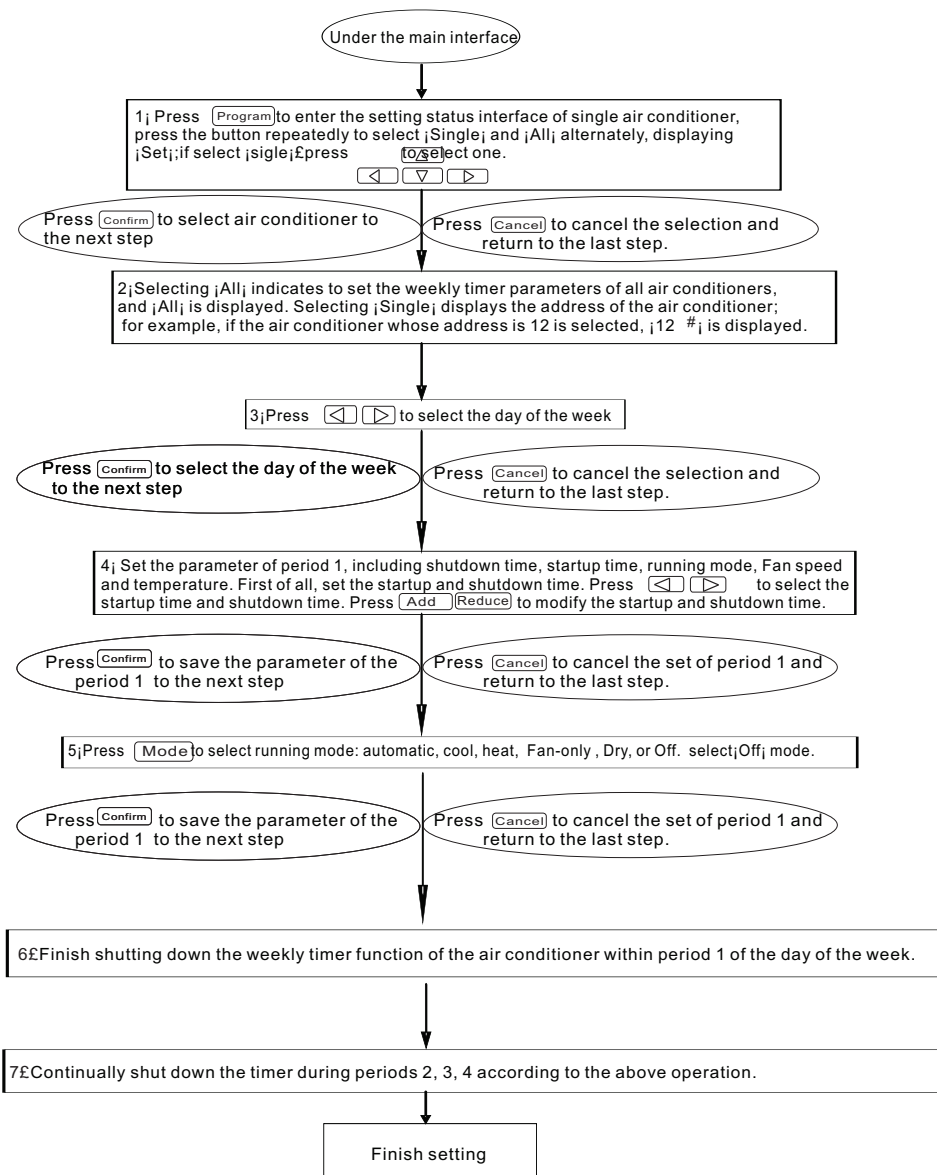 Under the main interface
1¡ Press Program to enter the setting status interface of single air conditioner,
press the button repeatedly to select ¡Single¡ and ¡All¡ alternately, displaying
¡Set¡;if select ¡sigle¡£press to select one.
Press Confirm to select air conditioner to
the next step
Press Cancel to cancel the selection and
return to the last step.
2¡Selecting ¡All¡ indicates to set the weekly timer parameters of all air conditioners,
and ¡All¡ is displayed. Selecting ¡Single¡ displays the address of the air conditioner;
for example, if the air conditioner whose address is 12 is selected, ¡12 #¡ is displayed.
3¡Press to select the day of the week
Press Confirm to select the day of the week
to the next step
Press Cancel to cancel the selection and
return to the last step.
4¡ Set the parameter of period 1, including shutdown time, startup time, running mode, Fan speed
and temperature. First of all, set the startup and shutdown time. Press to select the
startup time and shutdown time. Press Add Reduce to modify the startup and shutdown time.
Press Confirm to save the parameter of the
period 1 to the next step
Press Cancel to cancel the set of period 1 and
return to the last step.
5¡Press Mode to select running mode: automatic, cool, heat, Fan-only , Dry, or Off. select¡Off¡ mode.
Press Confirm to save the parameter of the
period 1 to the next step
Press Cancel to cancel the set of period 1 and
return to the last step.
6£Finish shutting down the weekly timer function of the air conditioner within period 1 of the day of the week.
7£Continually shut down the timer during periods 2, 3, 4 according to the above operation.
Finish setting